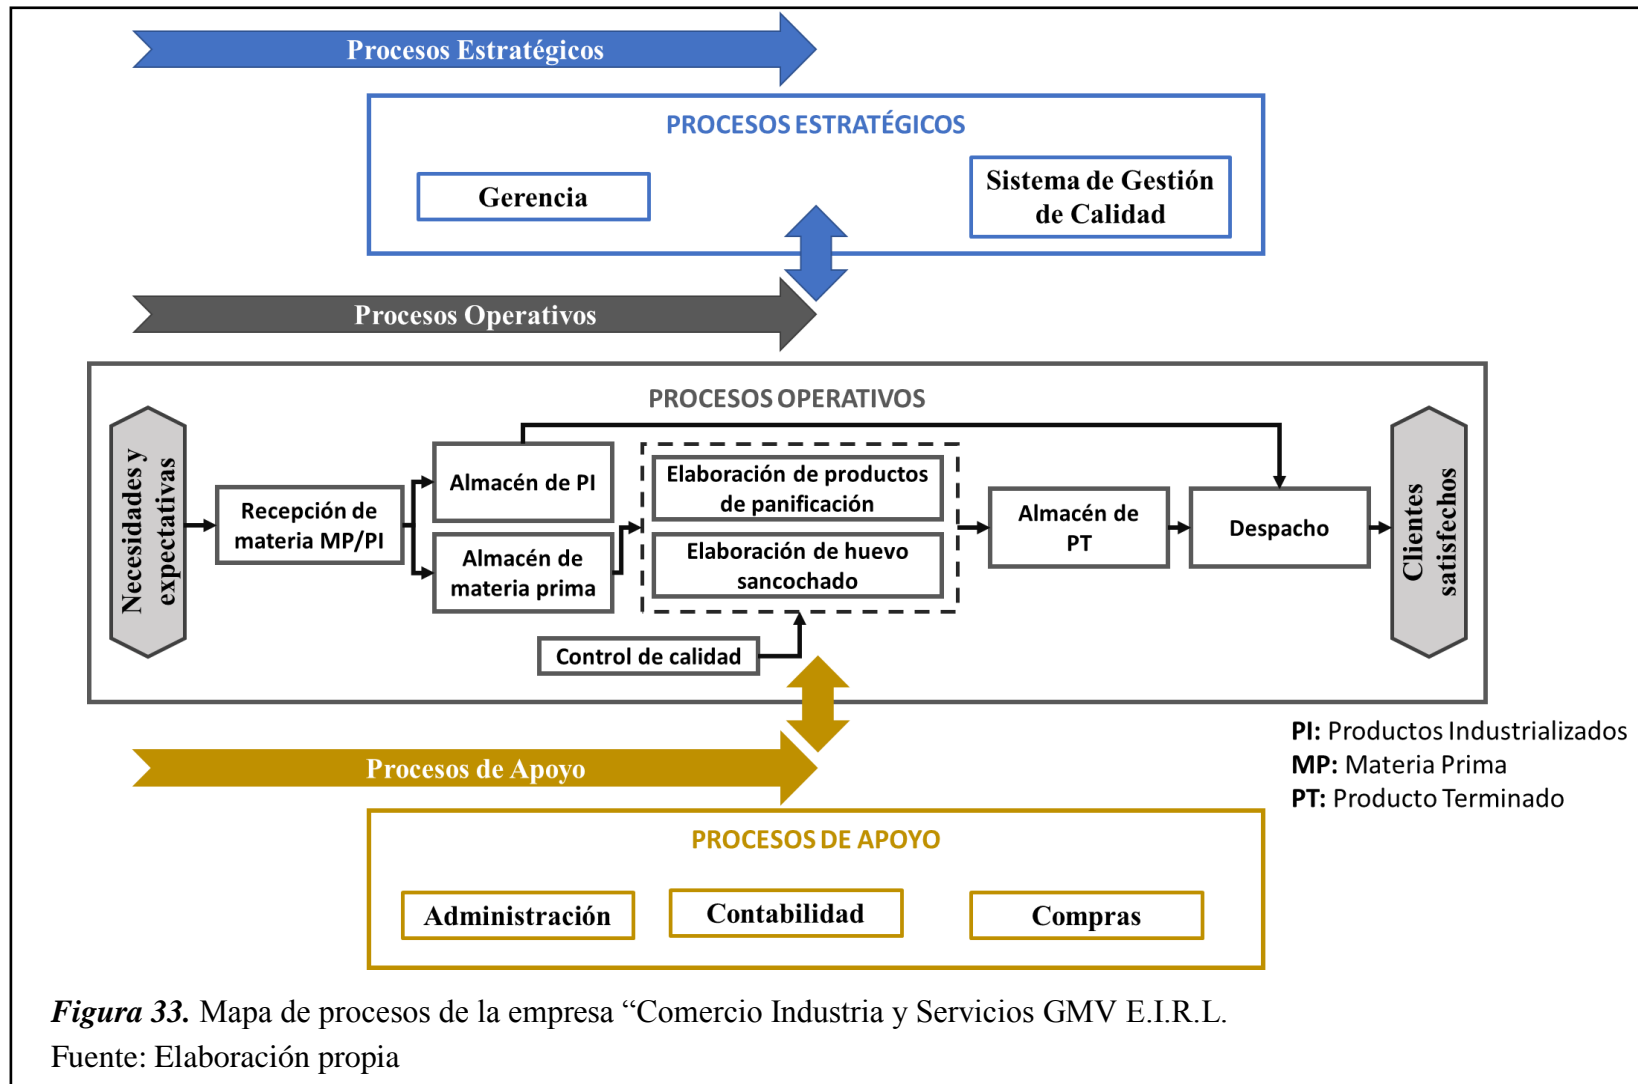 Procesos Estratégicos
PROCESOS ESTRATÉGICOS
Gerencia
Sistema de Gestión
de Calidad
Procesos Operativos
PROCESOS OPERATIVOS
Necesidades y
expectativas
Recepción de
materia MP/PI
Almacén de PI
Almacén de
materia prima
Elaboración de productos
de panificación
Elaboración de huevo
sancochado
Control de calidad
Almacén de
PT
Despacho
Clientes
satisfechos
PI: Productos Industrializados
MP: Materia Prima
PT: Producto Terminado
Procesos de Apoyo
PROCESOS DE APOYO
Administración
Contabilidad
Compras
Figura 33. Mapa de procesos de la empresa “Comercio Industria y Servicios GMV E.I.R.L.
Fuente: Elaboración propia